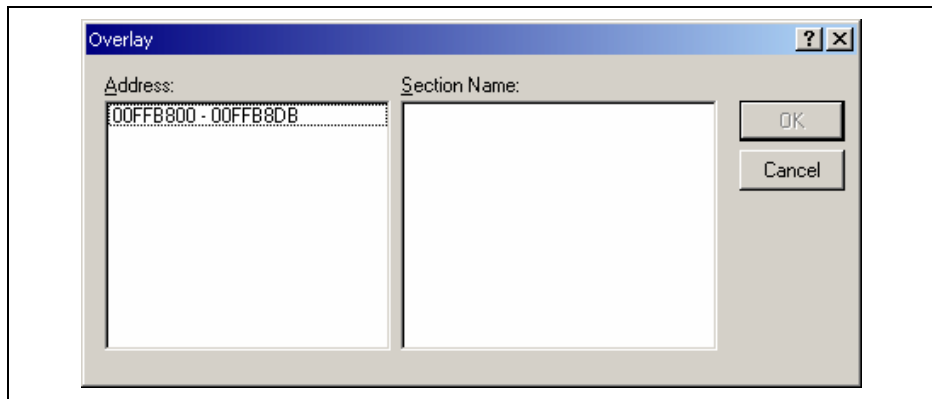 Overlay
Address:
Section Name:
00FFB800 - 00FFB8DB
OK
Cancel